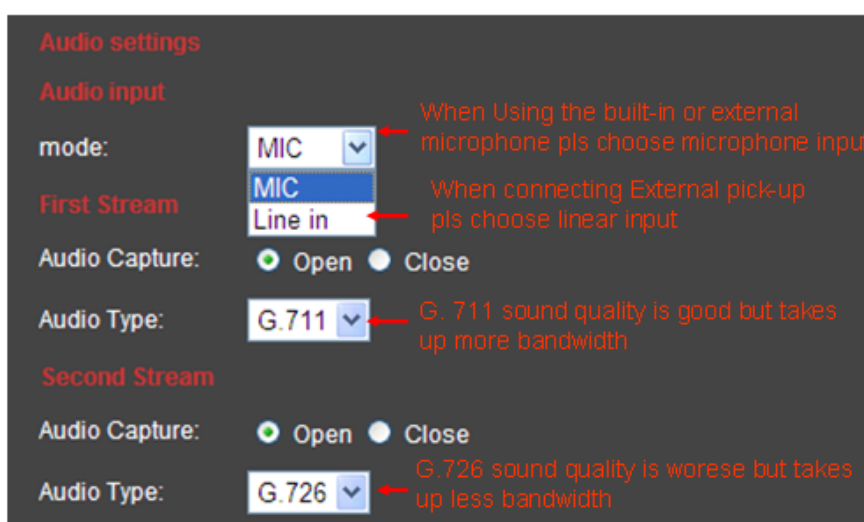 Audio settings
Audio input
When Using the built-in or external
mode: MIC microphone pls choose microphone inpu
MIC When connecting External pick-up
First Stream
Line in pls choose linear input
Audio Capture: Open Close
Audio Type: G.711 G. 711 sound quality is good but takes
up more bandwidth
Second Stream
Audio Capture: Open Close
G.726 sound quality is worese but takes
Audio Type: G.726 up less bandwidth